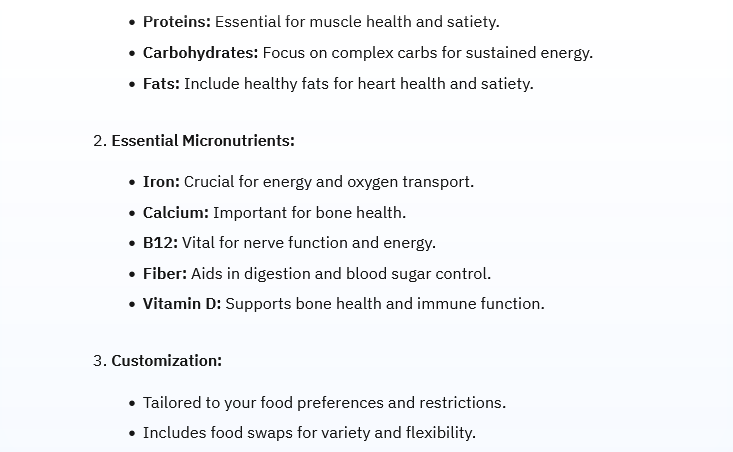 • Proteins: Essential for muscle health and satiety.
• Carbohydrates: Focus on complex carbs for sustained energy.
• Fats: Include healthy fats for heart health and satiety.
2. Essential Micronutrients:
• Iron: Crucial for energy and oxygen transport.
• Calcium: Important for bone health.
• B12: Vital for nerve function and energy.
• Fiber: Aids in digestion and blood sugar control.
• Vitamin D: Supports bone health and immune function.
3. Customization:
• Tailored to your food preferences and restrictions.
• Includes food swaps for variety and flexibility.